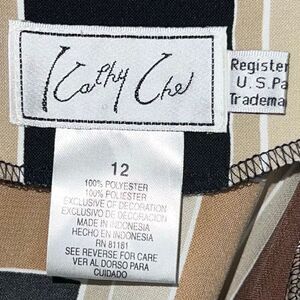 Kathy Che
Register
U.S.Pa
Tradema
12
100% POLYESTER
100% POLIESTER
EXCLUSIVE OF DECORATION
EXCLUSIVO DE DECORACION
MADE IN INDONESIA
HECHO EN INDONESIA
RN 81181
SEE REVERSE FOR CARE
VER AL DORSO PARA
CUIDADO